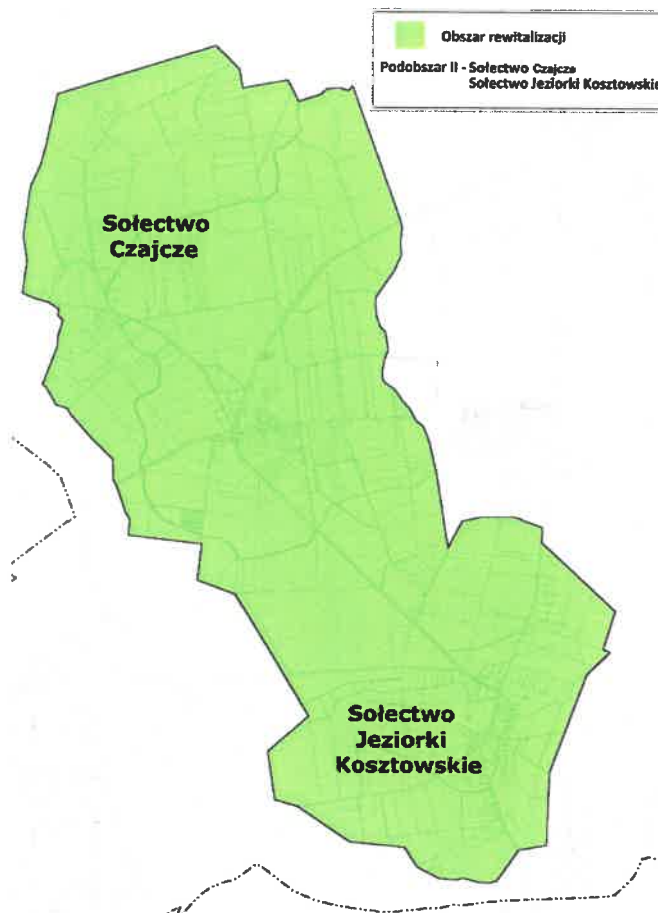 Obszar rewitalizacji
Podobszar II - Sołectwo Czajcze
Sołectwo Jeziorki Kosztowskie
Sołectwo
Czajcze
Sołectwo
Jeziorki
Kosztowskie